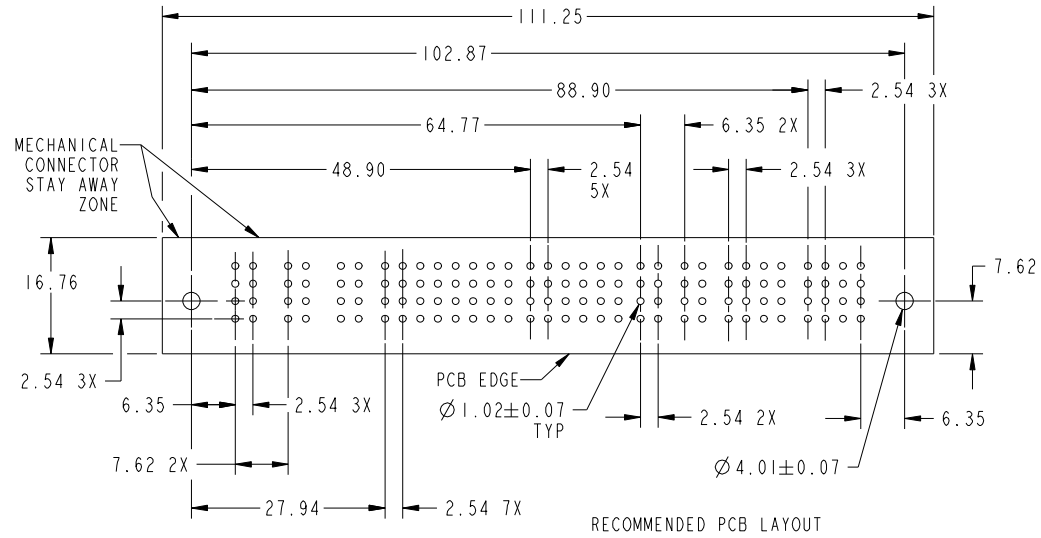 111.25
102.87
88.90
2.54 3X
64.77
6.35 2X
MECHANICAL
CONNECTOR
STAY AWAY
ZONE
48.90
2.54
5X
2.54 3X
16.76
7.62
2.54 3X
PCB EDGE
6.35
2.54 3X
Ø1.02±0.07
TYP
2.54 2X
6.35
7.62 2X
Ø4.01±0.07
27.94
2.54 7X
RECOMMENDED PCB LAYOUT